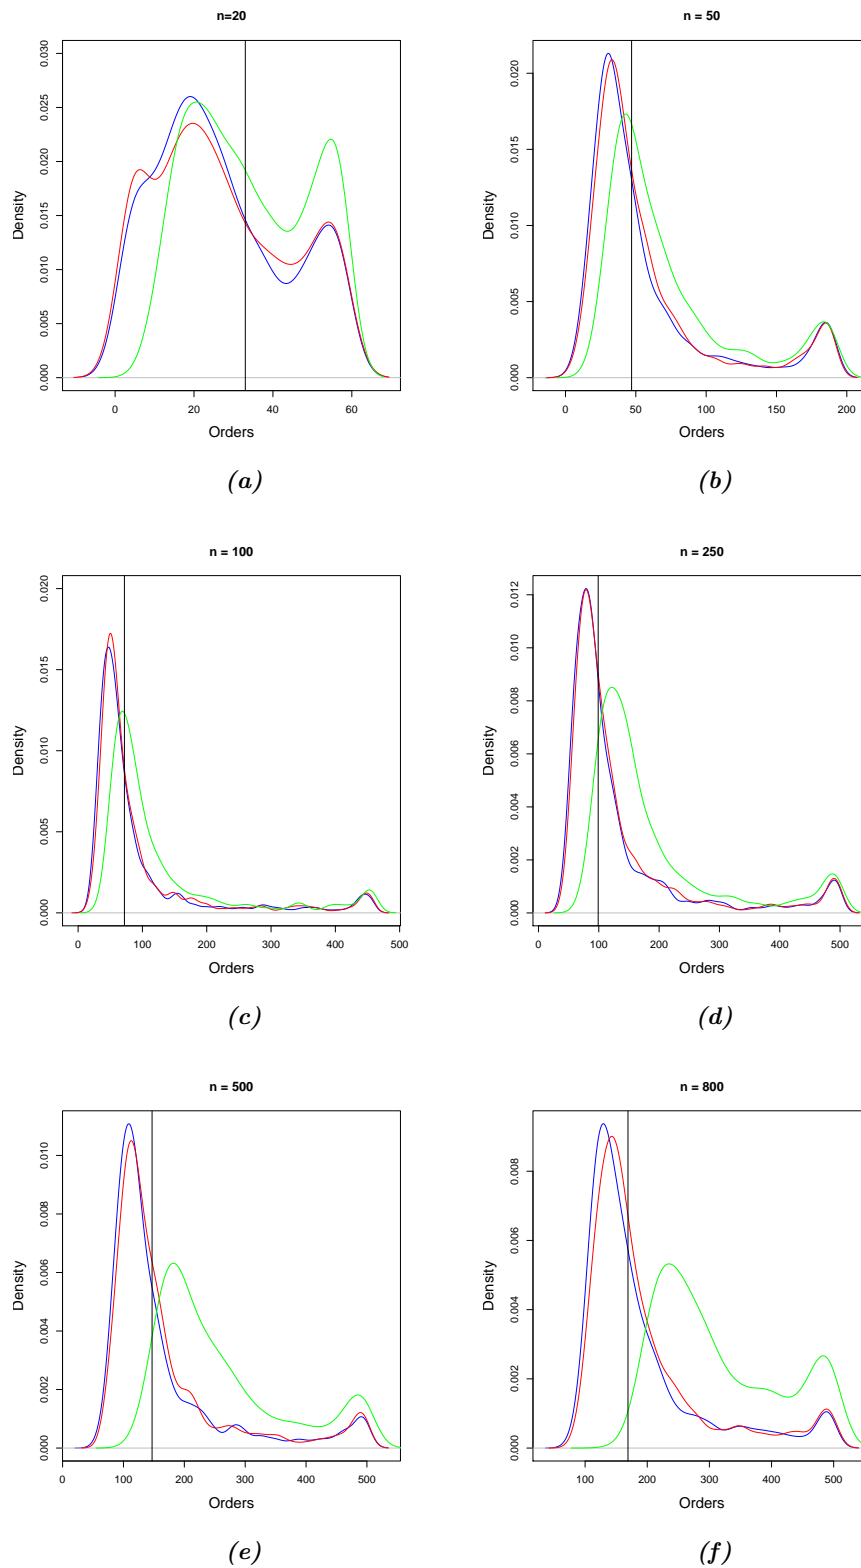 n=20
n = 50
Density
0.000 0.005 0.010 0.015 0.020 0.025 0.030
0 20 40 60
Orders
Density
0.000 0.005 0.010 0.015 0.020
0 50 100 150 200
Orders
(a)
(b)
n = 100
n = 250
Density
0.000 0.005 0.010 0.015 0.020
0 100 200 300 400 500
Orders
Density
0.000 0.002 0.004 0.006 0.008 0.010 0.012
0 100 200 300 400 500
Orders
(c)
(d)
n = 500
n = 800
Density
0.000 0.002 0.004 0.006 0.008 0.010
0 100 200 300 400 500
Orders
Density
0.000 0.002 0.004 0.006 0.008
100 200 300 400 500
Orders
(e)
(f)